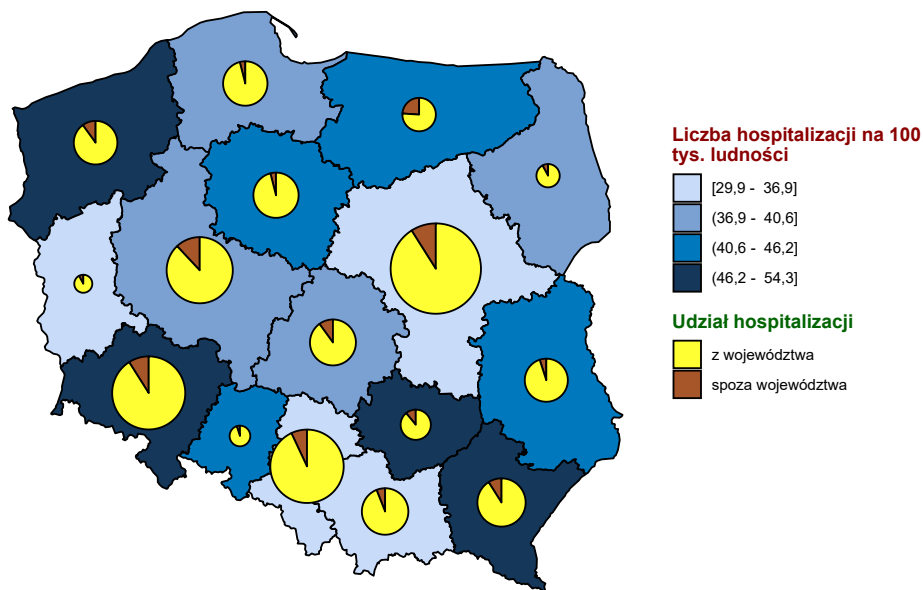 Liczba hospitalizacji na 100
tys. ludności
[29,9 - 36,9]
(36,9 - 40,6]
(40,6 - 46,2]
(46,2 - 54,3]
Udział hospitalizacji
z województwa
spoza województwa